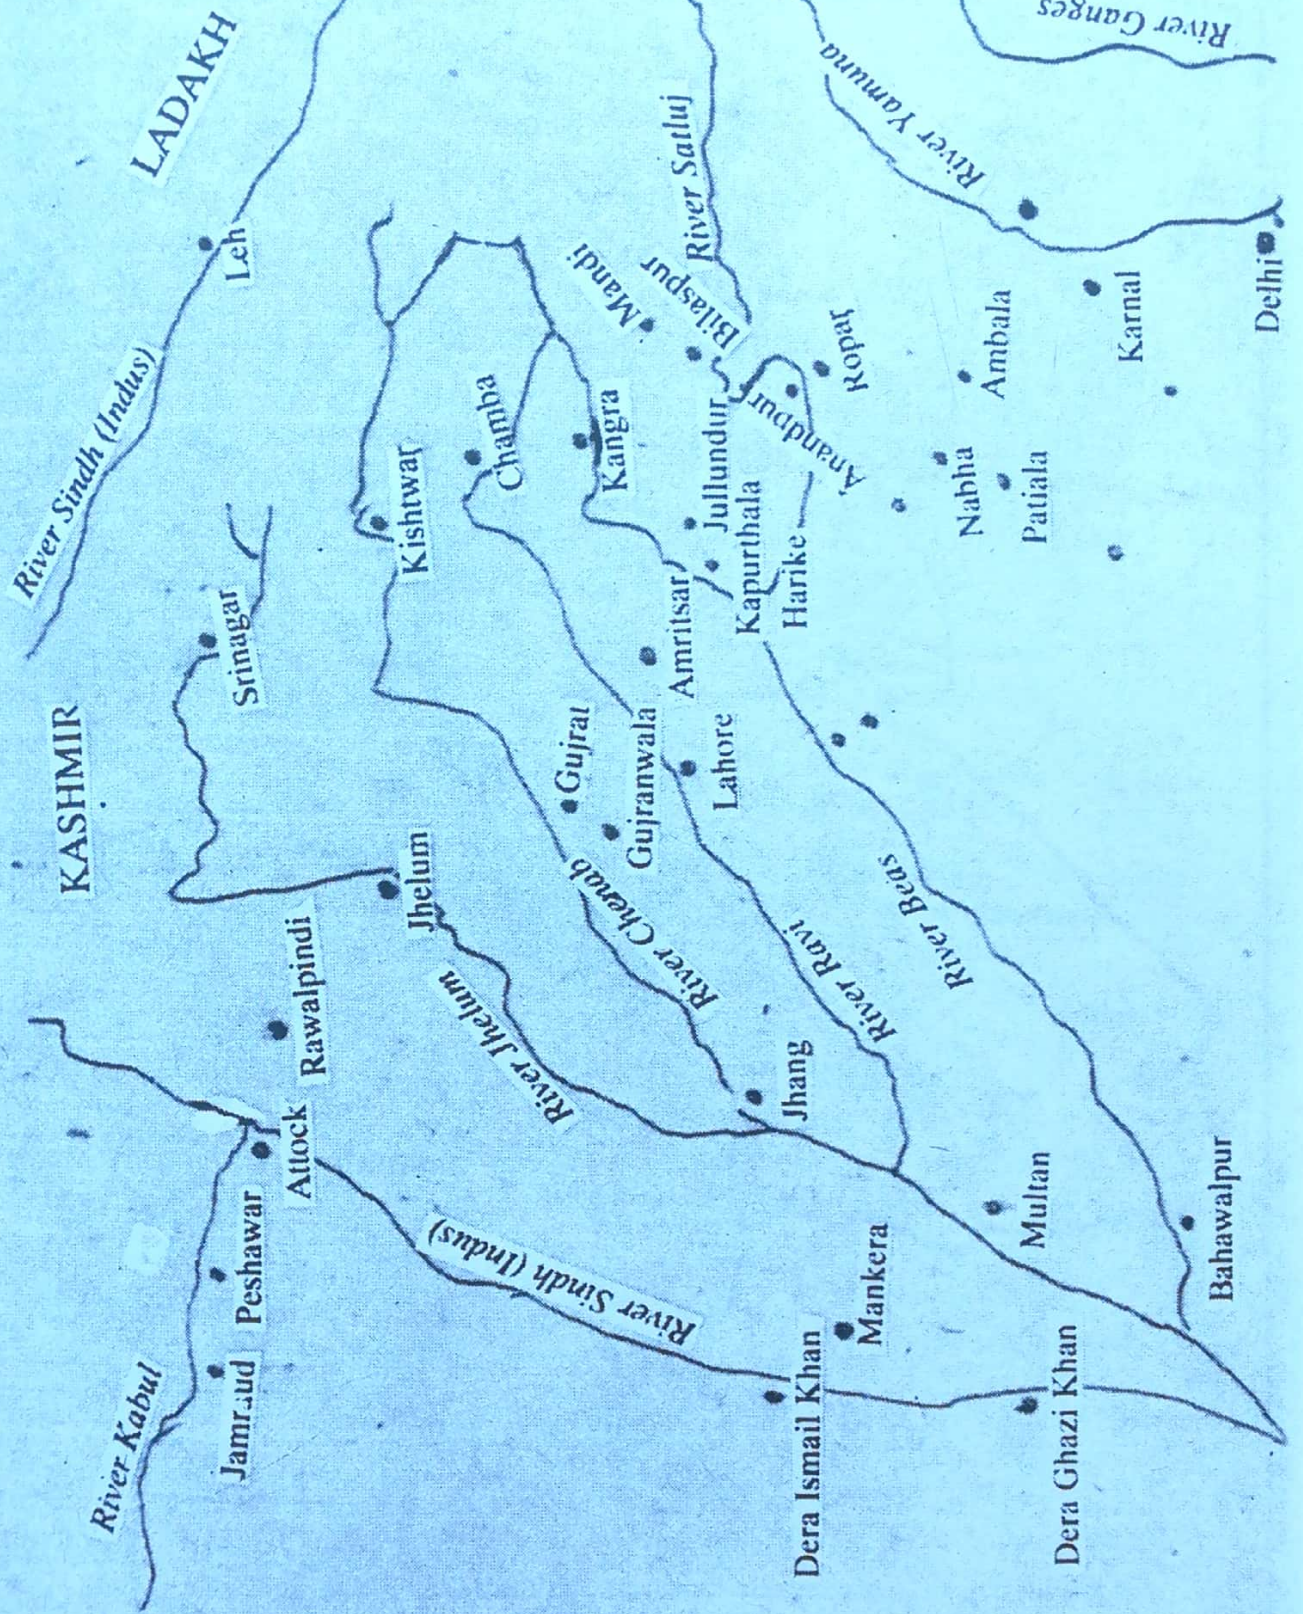 KASHMIR
LADAKH
River Sindh (Indus)
Leh
Srinagar
River Kabul
Jamraud
Peshawar
Attock
Rawalpindi
Jhelum
River Jhelum
Kishtwar
Chamba
Kangra
Mandi
Bilaspur
River Satluj
River Yamuna
River Ganges
River Sindh (Indus)
River Chenab
Gujrat
Gujranwala
Amritsar
Lahore
Jullundur
Kapurthala
Harike
Anandpur
Ropar
River Ravi
River Beas
Jhang
Nabha
Patiala
Ambala
Karnal
Delhi
Dera Ismail Khan
Mankera
Multan
Dera Ghazi Khan
Bahawalpur